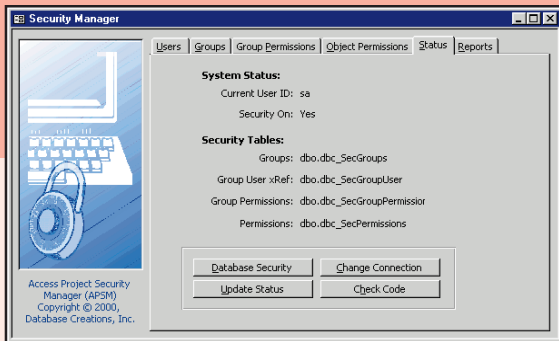 Security Manager
Users Groups Group Permissions Object Permissions Status Reports
System Status:
Current User ID: sa
Security On: Yes
Security Tables:
Groups: dbo.dbc_SecGroups
Group User xRef: dbo.dbc_SecGroupUser
Group Permissions: dbo.dbc_SecGroupPermission
Permissions: dbo.dbc_SecPermissions
Database Security Change Connection
Update Status Check Code
Access Project Security
Manager (APSM)
Copyright © 2000,
Database Creations, Inc.